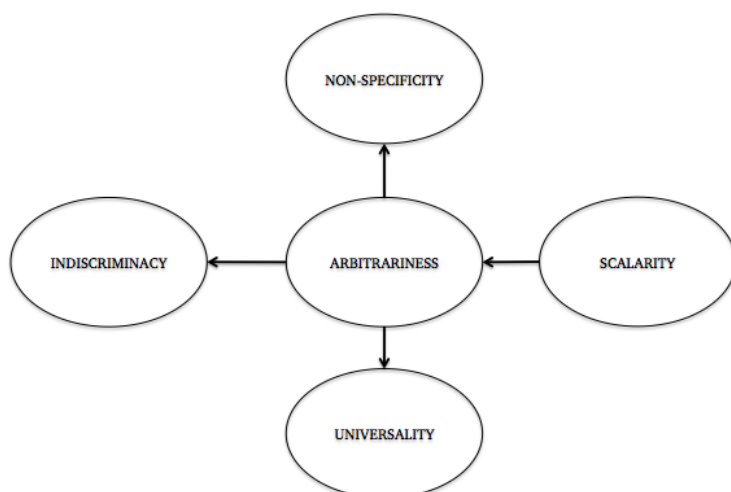 NON-SPECIFICITY
INDISCRIMINACY
ARBITRARINESS
SCALARITY
UNIVERSALITY